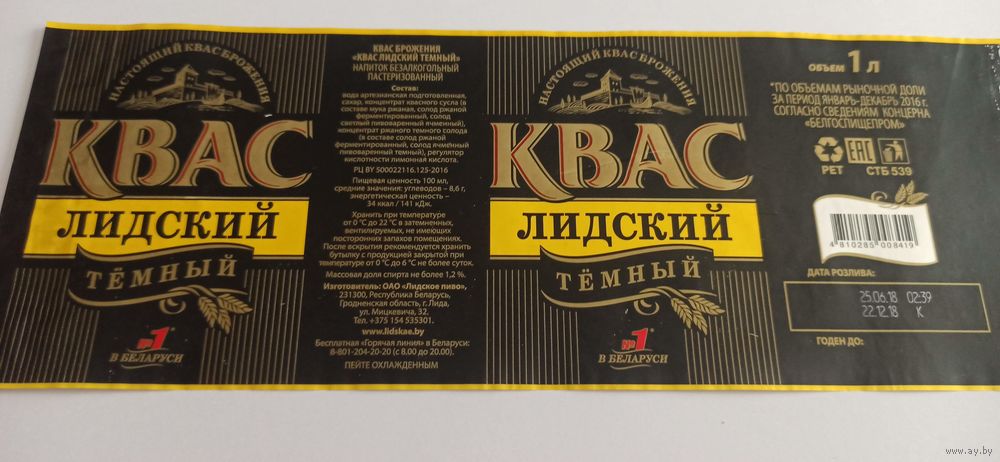 НАСТОЯЩИЙ КВАС БРОЖЕНИЯ
КВАС
ЛИДСКИЙ
ТЁМНЫЙ
№1*
В БЕЛАРУСИ
КВАС БРОЖЕНИЯ
«КВАС ЛИДСКИЙ ТЕМНЫЙ»
НАПИТОК БЕЗАЛКОГОЛЬНЫЙ
ПАСТЕРИЗОВАННЫЙ
Состав:
вода артезианская подготовленная,
сахар, концентрат квасного сусла (в
составе мука ржаная, солод ржаной
ферментированный, солод
светлый пивоваренный ячменный),
концентрат ржаного темного солода
(в составе солод ржаной
ферментированный, солод ячменный
пивоваренный темный), регулятор
кислотности лимонная кислота.
РЦ BY 500022116.125-2016
Пищевая ценность 100 мл,
средние значения: углеводов – 8,6 г,
энергетическая ценность –
34 ккал / 141 кДж.
Хранить при температуре
от 0 °С до 22 °С в затемненных,
вентилируемых, не имеющих
посторонних запахов помещениях.
После вскрытия рекомендуется хранить
бутылку с продукцией закрытой при
температуре от 0 °С до 6 °С не более суток.
Массовая доля спирта не более 1,2 %.
Изготовитель: ОАО «Лидское пиво»,
231300, Республика Беларусь,
Гродненская область, г. Лида,
ул. Мицкевича, 32.
Тел. +375 154 535301.
www.lidskae.by
Бесплатная «Горячая линия» в Беларуси:
8-801-204-20-20 (с 8.00 до 20.00).
ПЕЙТЕ ОХЛАЖДЕННЫМ
НАСТОЯЩИЙ КВАС БРОЖЕНИЯ
КВАС
ЛИДСКИЙ
ТЁМНЫЙ
№1*
В БЕЛАРУСИ
ОБЪЕМ 1 Л
*ПО ОБЪЕМАМ РЫНОЧНОЙ ДОЛИ
ЗА ПЕРИОД ЯНВАРЬ-ДЕКАБРЬ 2016 г.
СОГЛАСНО СВЕДЕНИЯМ КОНЦЕРНА
«БЕЛГОСПИЩЕПРОМ»
1 EAC
PET СТБ 539
4 810285 008419
ДАТА РОЗЛИВА:
25.06.18 02:39
22.12.18 К
ГОДЕН ДО:
www.ay.by